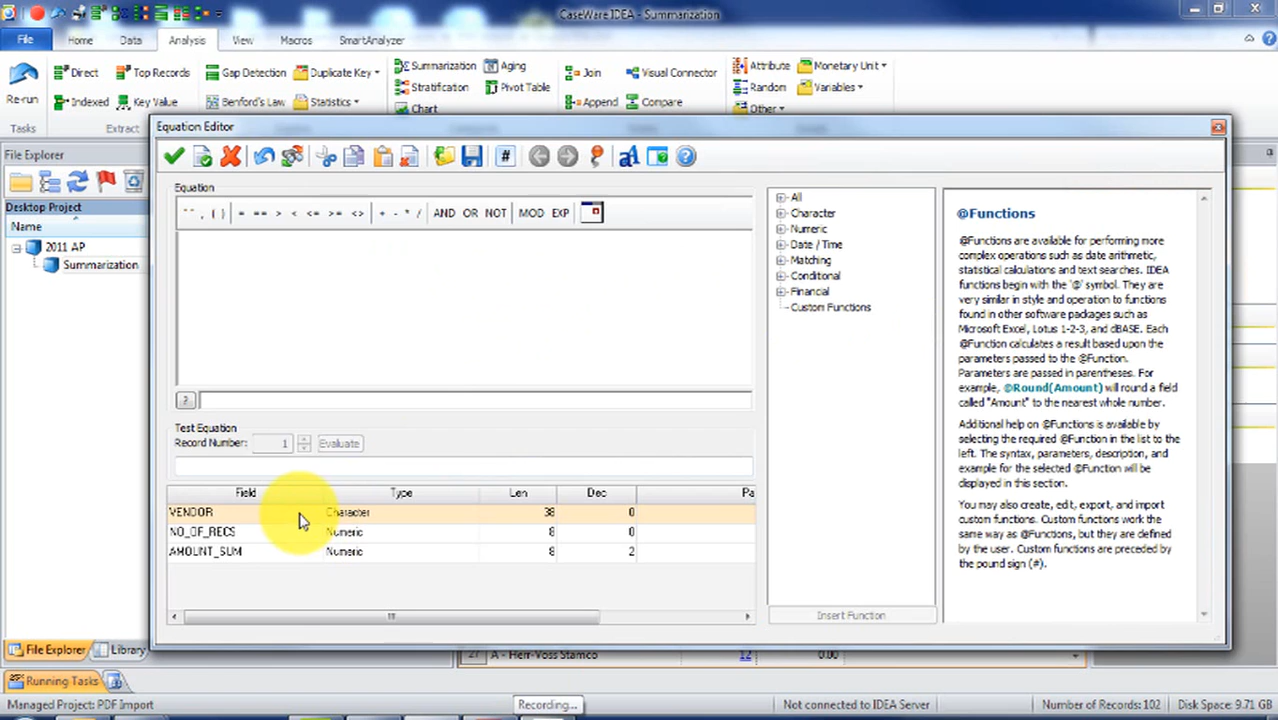 CaseWare IDEA - Summarization
File Home Data Analysis View Macros SmartAnalyzer
Re-run
Tasks
Direct Top Records
Indexed Key Value
Extract
Gap Detection Duplicate Key
Benford's Law Statistics
Summarization Aging
Stratification Pivot Table
Chart
Join Visual Connector
Append Compare
Attribute Monetary Unit
Random Variables
Other
File Explorer
Desktop Project
Name
2011 AP
Summarization
Equation Editor
Equation
" " , ( ) = == > < <= >= <> + - * / AND OR NOT MOD EXP
Test Equation
Record Number: 1 Evaluate
Field Type Len Dec Pa
VENDOR Character 38 0
NO_OF_RECS Numeric 8 0
AMOUNT_SUM Numeric 8 2
All
Character
Numeric
Date / Time
Matching
Conditional
Financial
Custom Functions
Insert Function
@Functions
@Functions are available for performing more
complex operations such as date arithmetic,
statistical calculations and text searches. IDEA
functions begin with the '@' symbol. They are
very similar in style and operation to functions
found in other software packages such as
Microsoft Excel, Lotus 1-2-3, and dBASE. Each
@Function calculates a result based upon the
parameters passed to the @Function.
Parameters are passed in parentheses. For
example, @Round(Amount) will round a field
called "Amount" to the nearest whole number.
Additional help on @Functions is available by
selecting the required @Function in the list to the
left. The syntax, parameters, description, and
example for the selected @Function will be
displayed in this section.
You may also create, edit, export, and import
custom functions. Custom functions work the
same way as @Functions, but they are defined
by the user. Custom functions are preceded by
the pound sign (#).
File Explorer Library
27 A - Herr-Voss Stamco 12 0.00
Running Tasks
Managed Project: PDF Import Recording... Not connected to IDEA Server Number of Records: 102 Disk Space: 9.71 GB